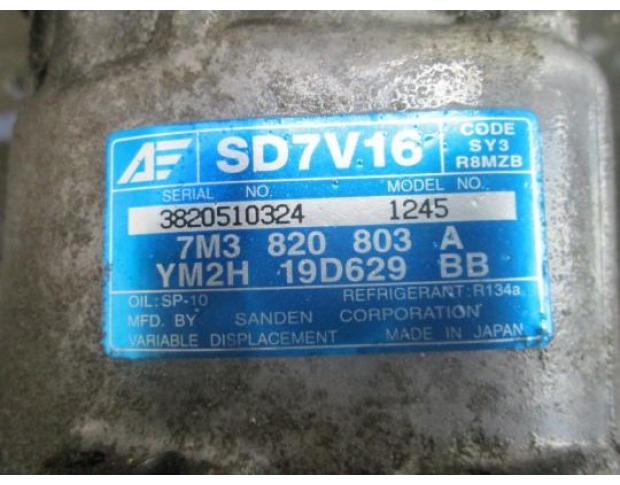 AE SD7V16 CODE
SY3
R8MZB
SERIAL NO. MODEL NO.
3820510324 1245
7M3 820 803 A
YM2H 19D629 BB
OIL:SP-10 REFRIGERANT:R134a
MFD. BY SANDEN CORPORATION
VARIABLE DISPLACEMENT MADE IN JAPAN